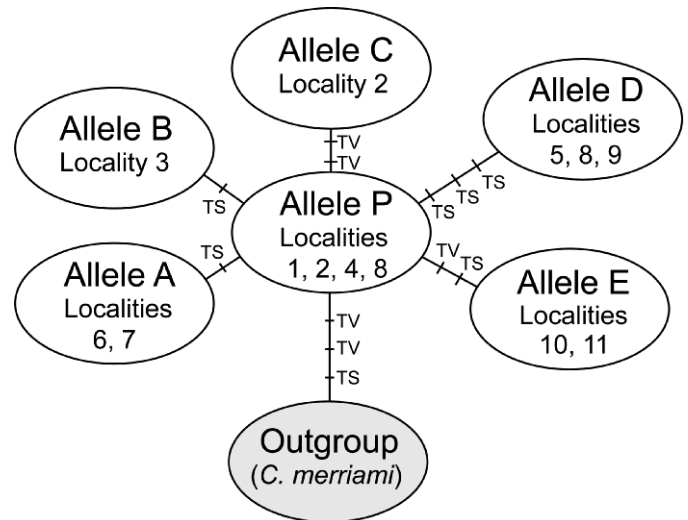 Allele C
Locality 2
Allele D
Localities
5, 8, 9
Allele B
Locality 3
TV
TV
TS
TS
TS
TS
Allele P
Localities
1, 2, 4, 8
TS
TV
TS
Allele A
Localities
6, 7
Allele E
Localities
10, 11
TV
TV
TS
Outgroup
(C. merriami)